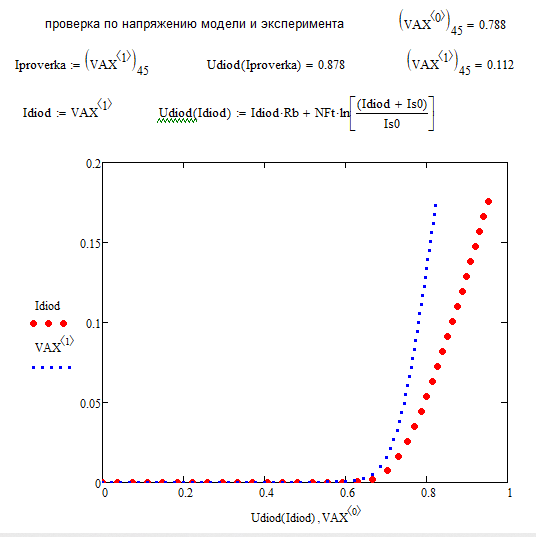 проверка по напряжению модели и эксперимента (VAX⟨0⟩)45 = 0.788
Iproverka := (VAX⟨1⟩)45 Udiod(Iproverka) = 0.878 (VAX⟨1⟩)45 = 0.112
Idiod := VAX⟨1⟩ Udiod(Idiod) := Idiod·Rb + NFt·ln[(Idiod + Is0)/Is0]
0.2
0.15
Idiod
0.1
VAX⟨1⟩
0.05
0
0 0.2 0.4 0.6 0.8 1
Udiod(Idiod) , VAX⟨0⟩